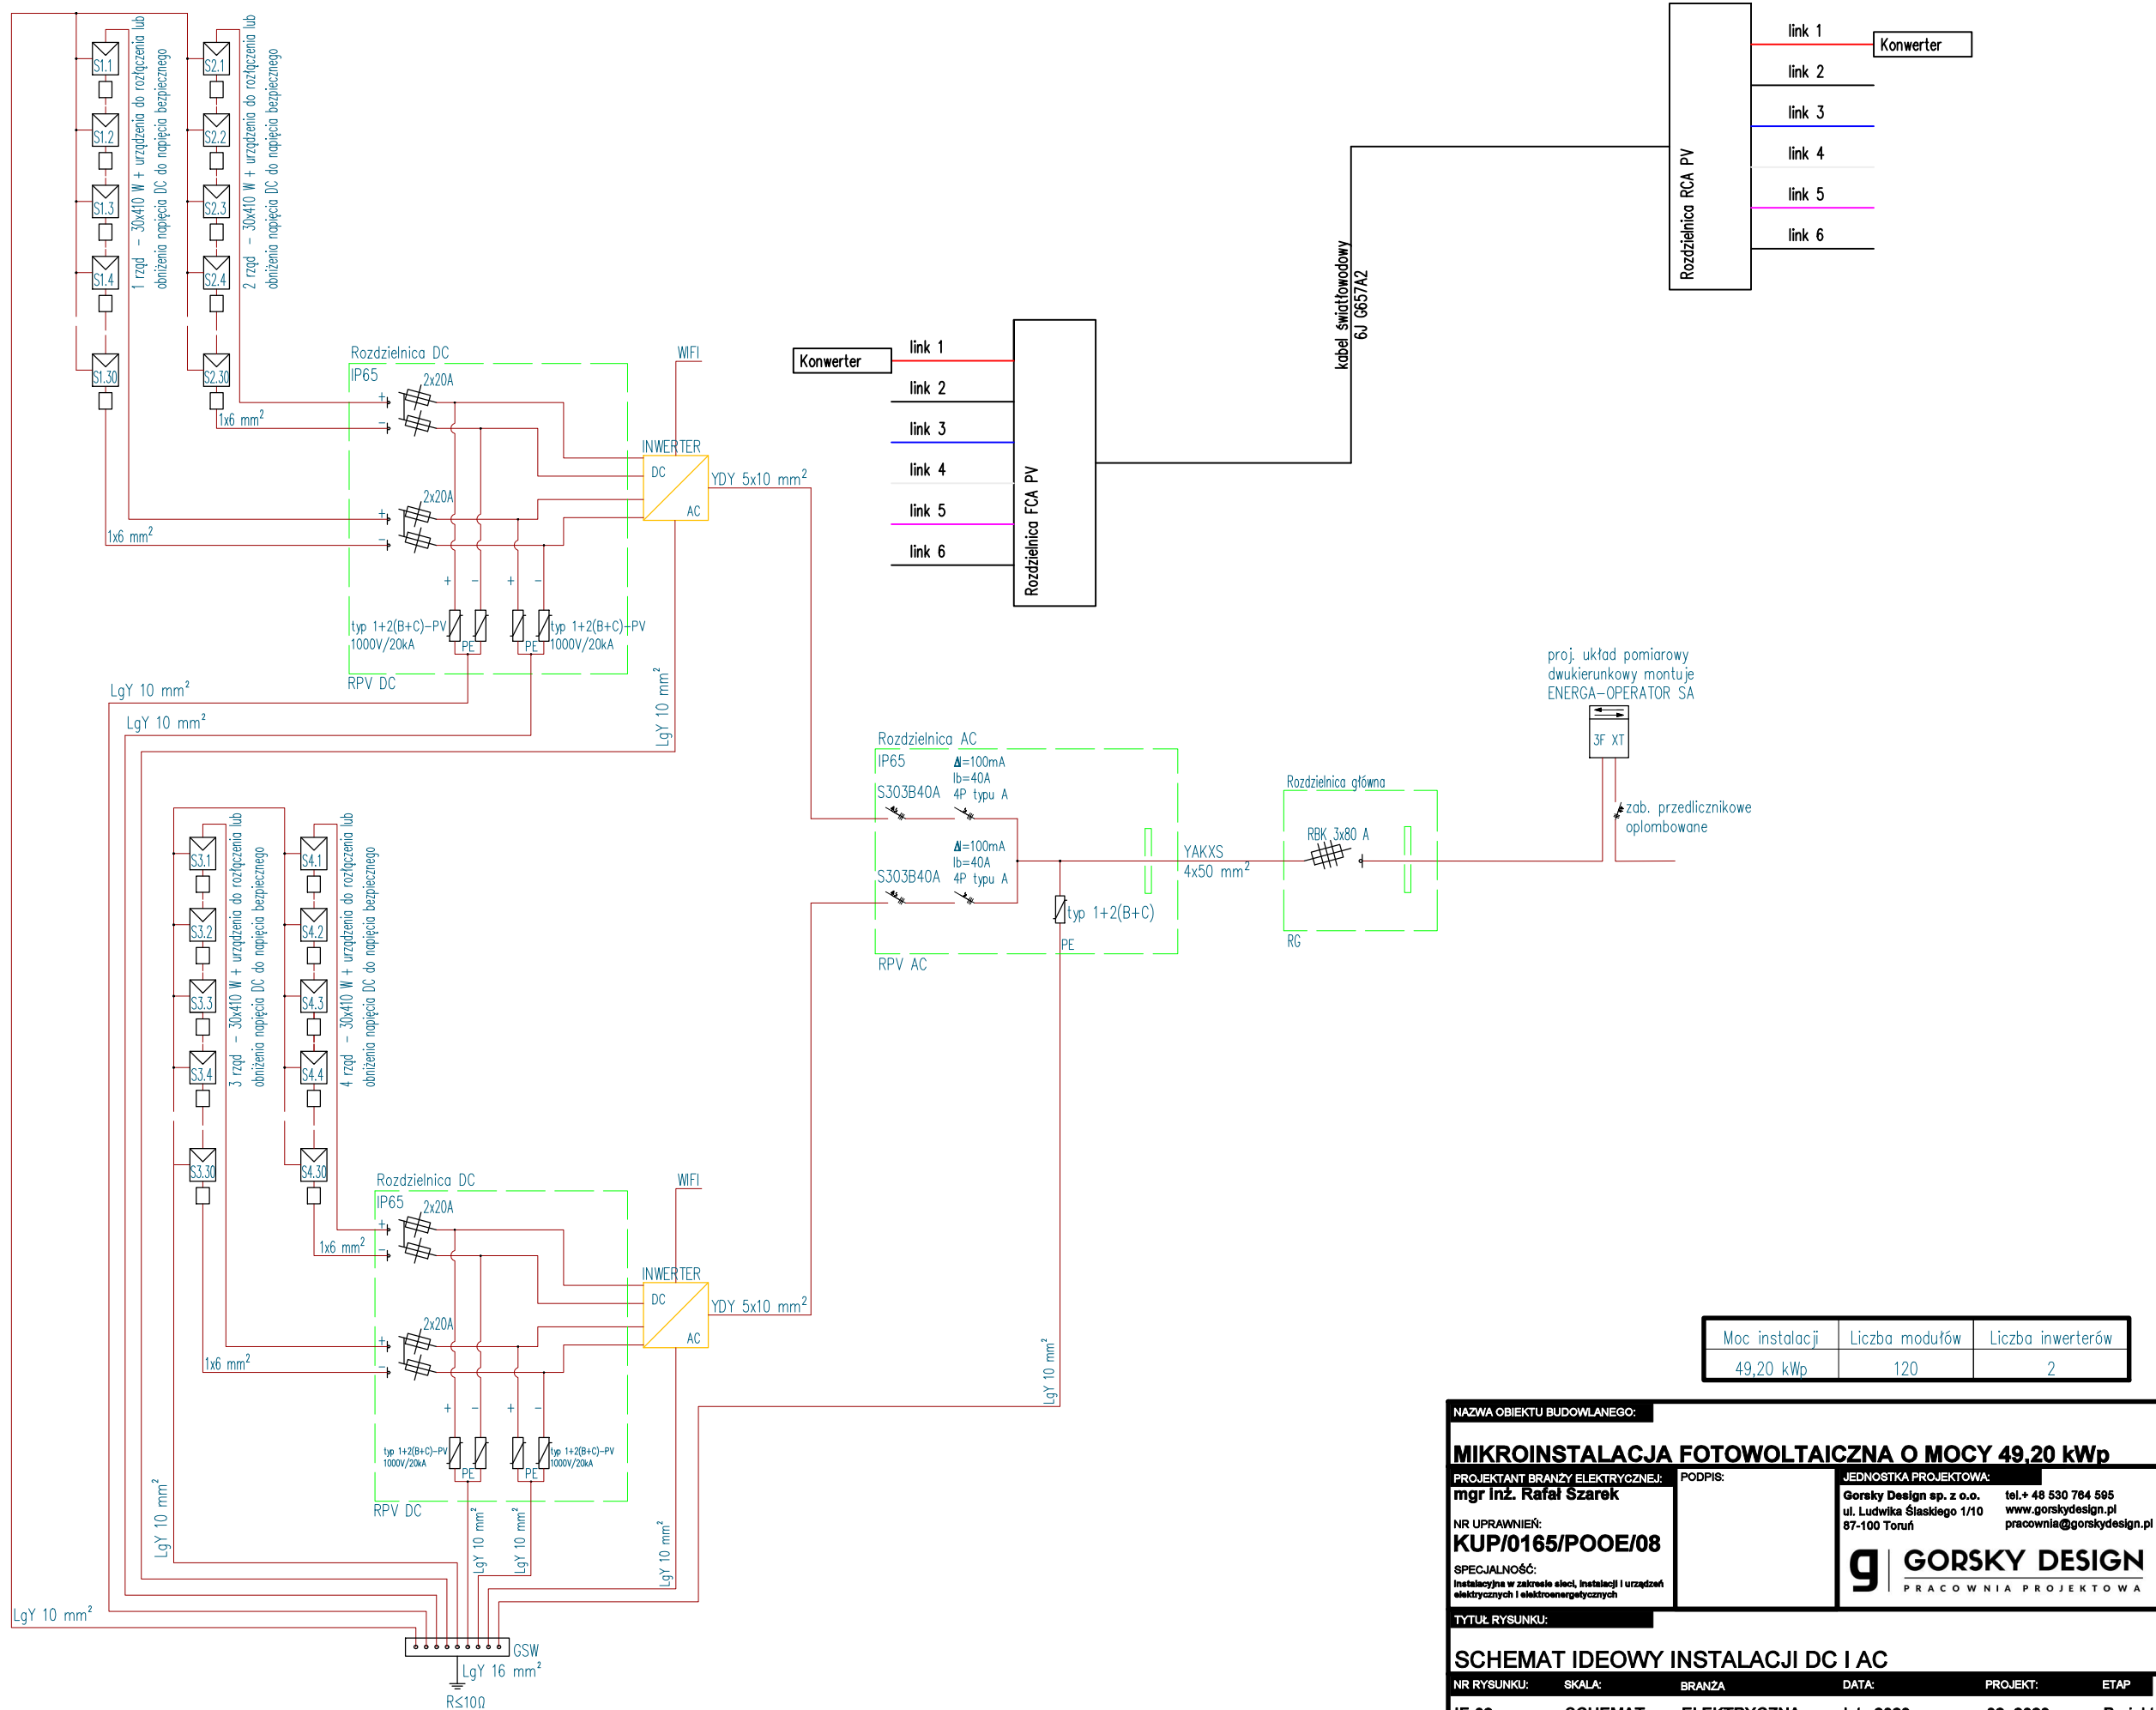 S1.1
S1.2
S1.3
S1.4
S1.30
1 rząd - 30x410 W + urządzenia do rozłączenia lub
obniżenia napięcia DC do napięcia bezpiecznego
S2.1
S2.2
S2.3
S2.4
S2.30
2 rząd - 30x410 W + urządzenia do rozłączenia lub
obniżenia napięcia DC do napięcia bezpiecznego
1x6 mm²
1x6 mm²
Rozdzielnica DC
IP65
2x20A
+
-
2x20A
+
-
+ - + -
typ 1+2(B+C)-PV
1000V/20kA
PE
PE
typ 1+2(B+C)-PV
1000V/20kA
RPV DC
WIFI
INWERTER
DC
AC
YDY 5x10 mm²
LgY 10 mm²
LgY 10 mm²
LgY 10 mm²
Konwerter
link 1
link 2
link 3
link 4
link 5
link 6
Rozdzielnica FCA PV
kabel światłowodowy
6J G657A2
Rozdzielnica RCA PV
link 1
Konwerter
link 2
link 3
link 4
link 5
link 6
proj. układ pomiarowy
dwukierunkowy montuje
ENERGA-OPERATOR SA
3F XT
zab. przedlicznikowe
oplombowane
Rozdzielnica AC
IP65
S303B40A
ΔI=100mA
Ib=40A
4P typu A
S303B40A
ΔI=100mA
Ib=40A
4P typu A
typ 1+2(B+C)
PE
RPV AC
YAKXS
4x50 mm²
Rozdzielnica główna
RBK 3x80 A
RG
S3.1
S3.2
S3.3
S3.4
S3.30
3 rząd - 30x410 W + urządzenia do rozłączenia lub
obniżenia napięcia DC do napięcia bezpiecznego
S4.1
S4.2
S4.3
S4.4
S4.30
4 rząd - 30x410 W + urządzenia do rozłączenia lub
obniżenia napięcia DC do napięcia bezpiecznego
1x6 mm²
1x6 mm²
Rozdzielnica DC
IP65
2x20A
+
-
2x20A
+
-
+ - + -
typ 1+2(B+C)-PV
1000V/20kA
PE
PE
typ 1+2(B+C)-PV
1000V/20kA
RPV DC
WIFI
INWERTER
DC
AC
YDY 5x10 mm²
LgY 10 mm²
LgY 10 mm²
LgY 10 mm²
LgY 10 mm²
LgY 10 mm²
LgY 10 mm²
GSW
LgY 16 mm²
R≤10Ω
Moc instalacji Liczba modułów Liczba inwerterów
49,20 kWp 120 2
NAZWA OBIEKTU BUDOWLANEGO:
MIKROINSTALACJA FOTOWOLTAICZNA O MOCY 49,20 kWp
PROJEKTANT BRANŻY ELEKTRYCZNEJ:
mgr inż. Rafał Szarek
NR UPRAWNIEŃ:
KUP/0165/POOE/08
SPECJALNOŚĆ:
Instalacyjna w zakresie sieci, instalacji i urządzeń
elektrycznych i elektroenergetycznych
PODPIS:
JEDNOSTKA PROJEKTOWA:
Gorsky Design sp. z o.o.
ul. Ludwika Ślaskiego 1/10
87-100 Toruń
tel.+ 48 530 764 595
www.gorskydesign.pl
pracownia@gorskydesign.pl
g GORSKY DESIGN
PRACOWNIA PROJEKTOWA
TYTUŁ RYSUNKU:
SCHEMAT IDEOWY INSTALACJI DC I AC
NR RYSUNKU: SKALA: BRANŻA DATA: PROJEKT: ETAP
SCHEMAT ELEKTRYCZNA